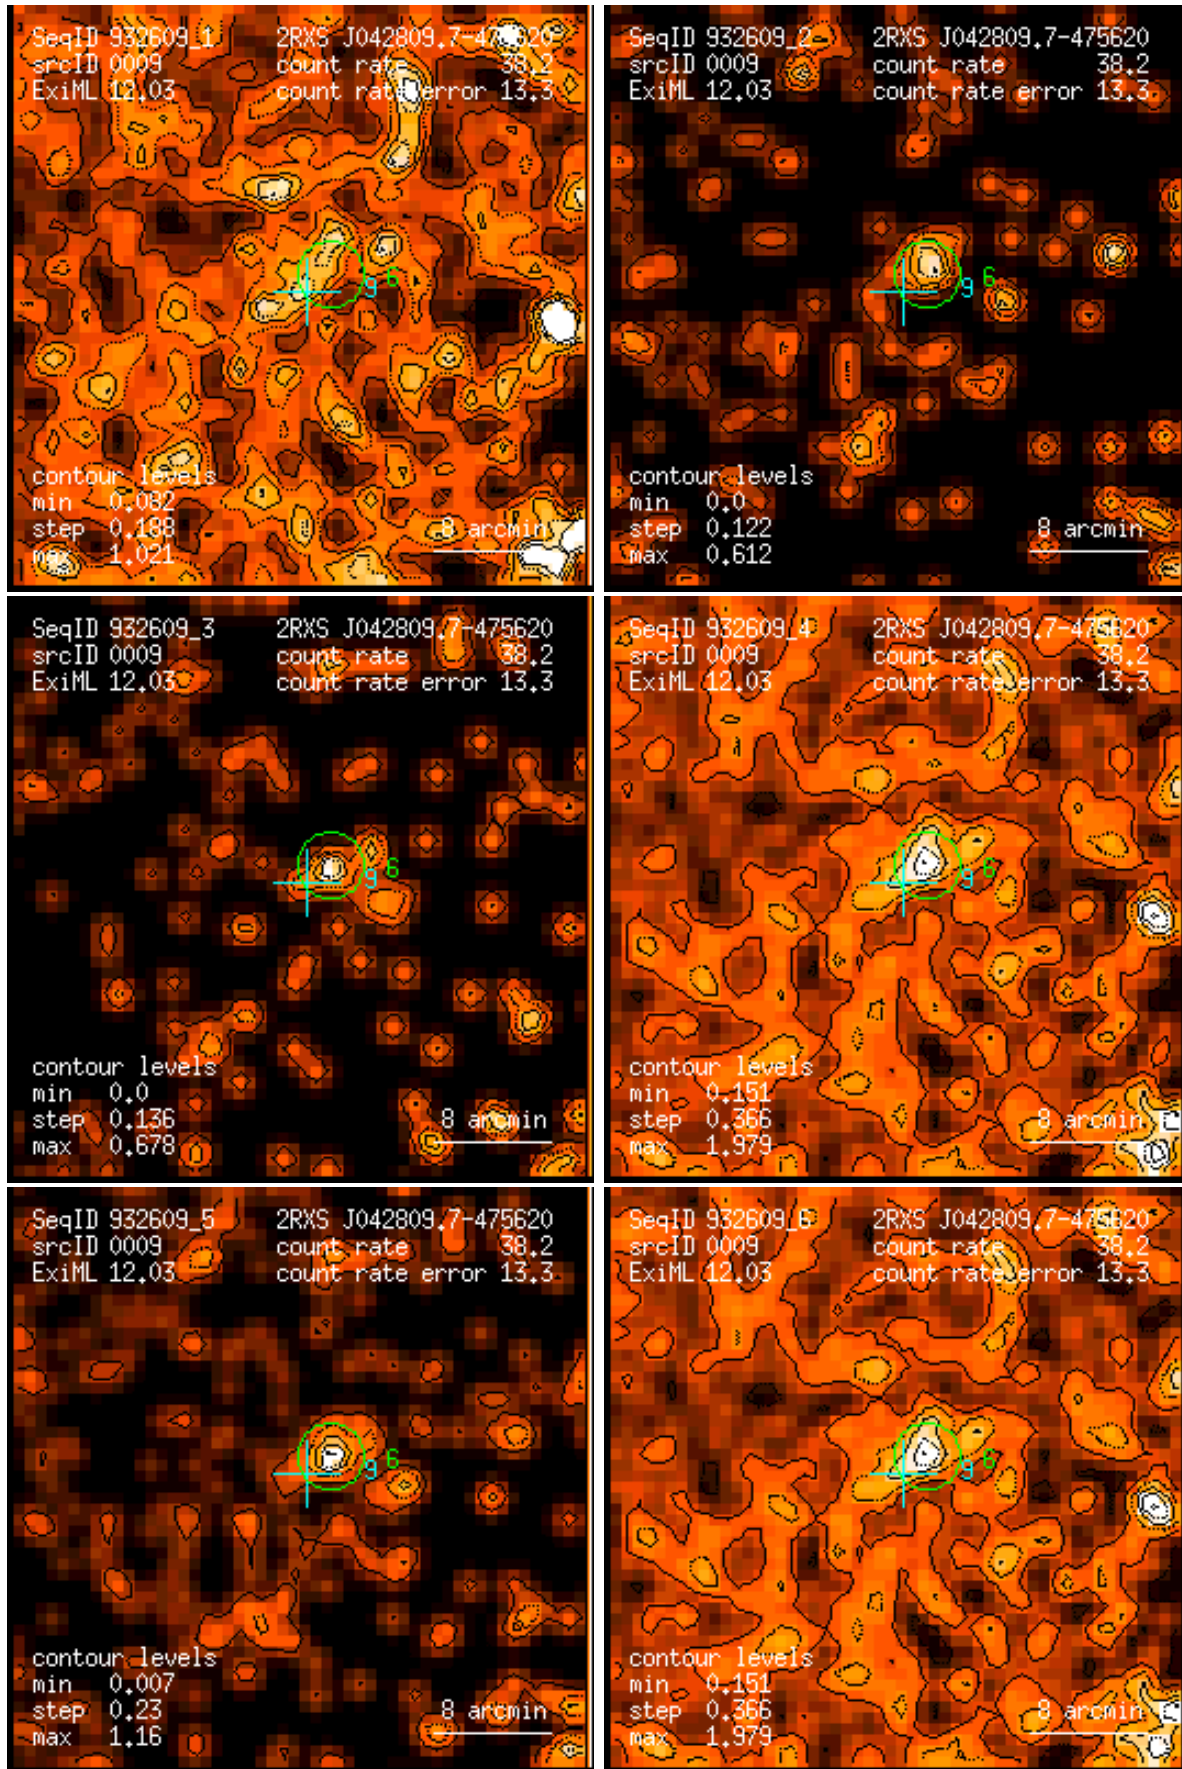 SeqID 932609_1 2RXS J042809.7-475620
srcID 0009 count rate 38.2
ExiML 12.03 count rate error 13.3
9 6
contour levels
min 0.082
step 0.188 8 arcmin
max 1.021
SeqID 932609_2 2RXS J042809.7-475620
srcID 0009 count rate 38.2
ExiML 12.03 count rate error 13.3
9 6
contour levels
min 0.0
step 0.122 8 arcmin
max 0.612
SeqID 932609_3 2RXS J042809.7-475620
srcID 0009 count rate 38.2
ExiML 12.03 count rate error 13.3
9 6
contour levels
min 0.0
step 0.136 8 arcmin
max 0.678
SeqID 932609_4 2RXS J042809.7-475620
srcID 0009 count rate 38.2
ExiML 12.03 count rate error 13.3
9 6
contour levels
min 0.151
step 0.366 8 arcmin
max 1.979
SeqID 932609_5 2RXS J042809.7-475620
srcID 0009 count rate 38.2
ExiML 12.03 count rate error 13.3
9 6
contour levels
min 0.007
step 0.23 8 arcmin
max 1.16
SeqID 932609_6 2RXS J042809.7-475620
srcID 0009 count rate 38.2
ExiML 12.03 count rate error 13.3
9 6
contour levels
min 0.151
step 0.366 8 arcmin
max 1.979